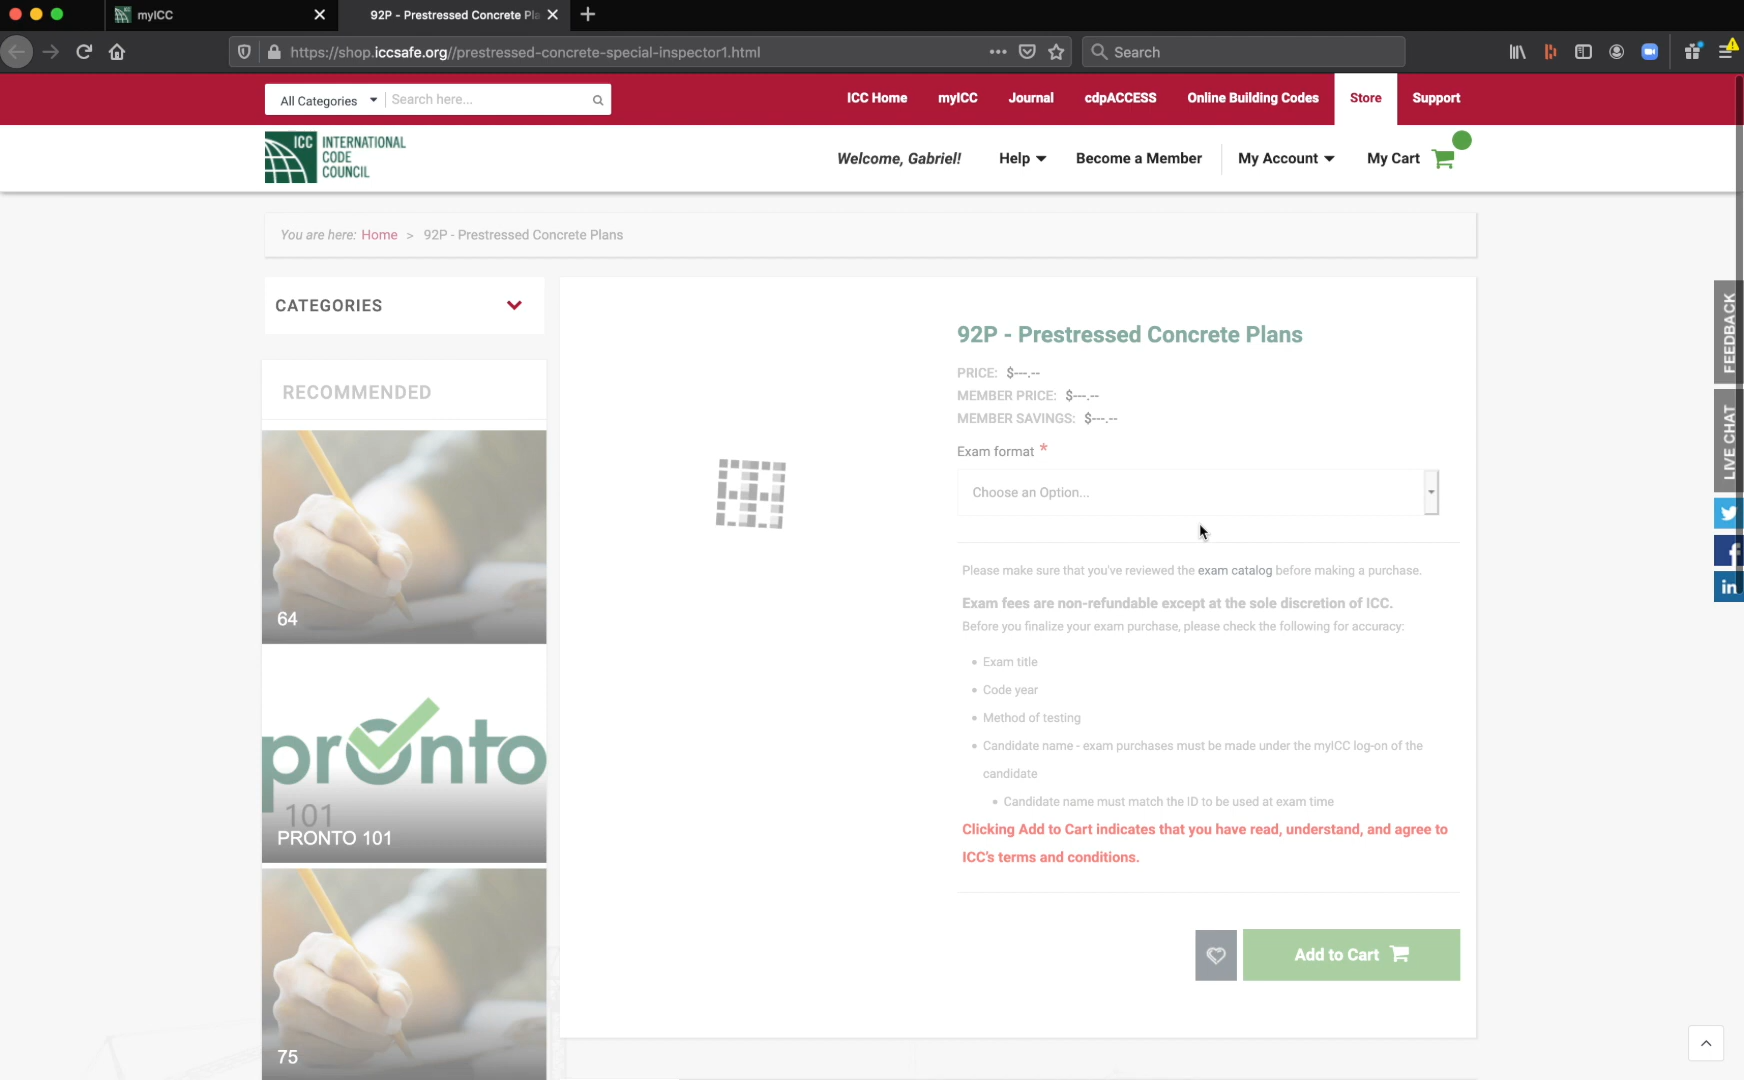 myICC
92P - Prestressed Concrete Pla
https://shop.iccsafe.org//prestressed-concrete-special-inspector1.html
Search
All Categories
Search here...
ICC Home
myICC
Journal
cdpACCESS
Online Building Codes
Store
Support
ICC
INTERNATIONAL
CODE
COUNCIL
Welcome, Gabriel!
Help
Become a Member
My Account
My Cart
You are here: Home > 92P - Prestressed Concrete Plans
CATEGORIES
RECOMMENDED
64
pronto
101
PRONTO 101
75
92P - Prestressed Concrete Plans
PRICE: $---.--
MEMBER PRICE: $---.--
MEMBER SAVINGS: $---.--
Exam format *
Choose an Option...
Please make sure that you've reviewed the exam catalog before making a purchase.
Exam fees are non-refundable except at the sole discretion of ICC.
Before you finalize your exam purchase, please check the following for accuracy:
• Exam title
• Code year
• Method of testing
• Candidate name - exam purchases must be made under the myICC log-on of the
candidate
• Candidate name must match the ID to be used at exam time
Clicking Add to Cart indicates that you have read, understand, and agree to
ICC's terms and conditions.
Add to Cart
FEEDBACK
LIVE CHAT
f
in